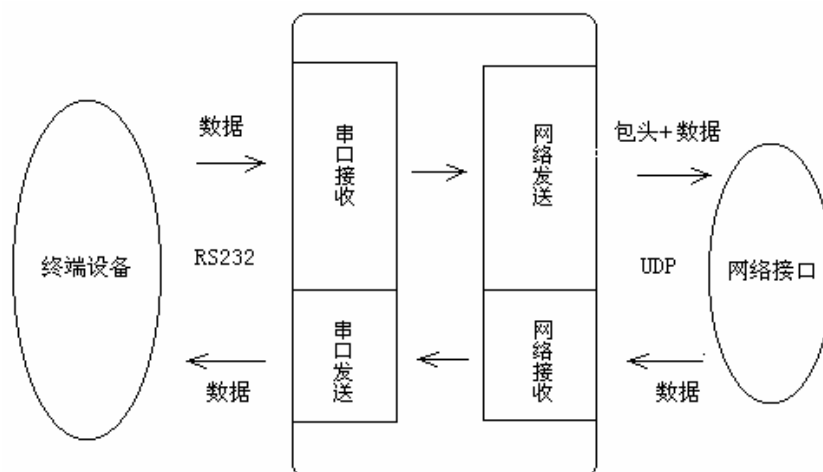 数据
串口接收
网络发送
包头+数据
终端设备
RS232
UDP
网络接口
串口发送
网络接收
数据
数据